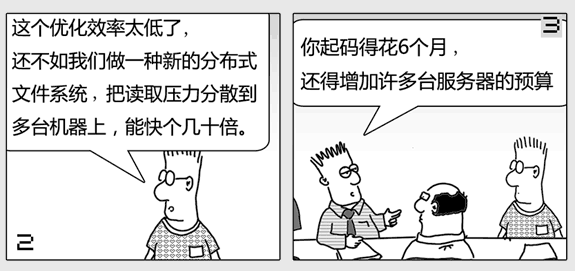 这个优化效率太低了，
还不如我们做一种新的分布式
文件系统，把读取压力分散到
多台机器上，能快个几十倍。
2
3
你起码得花6个月，
还得增加许多台服务器的预算